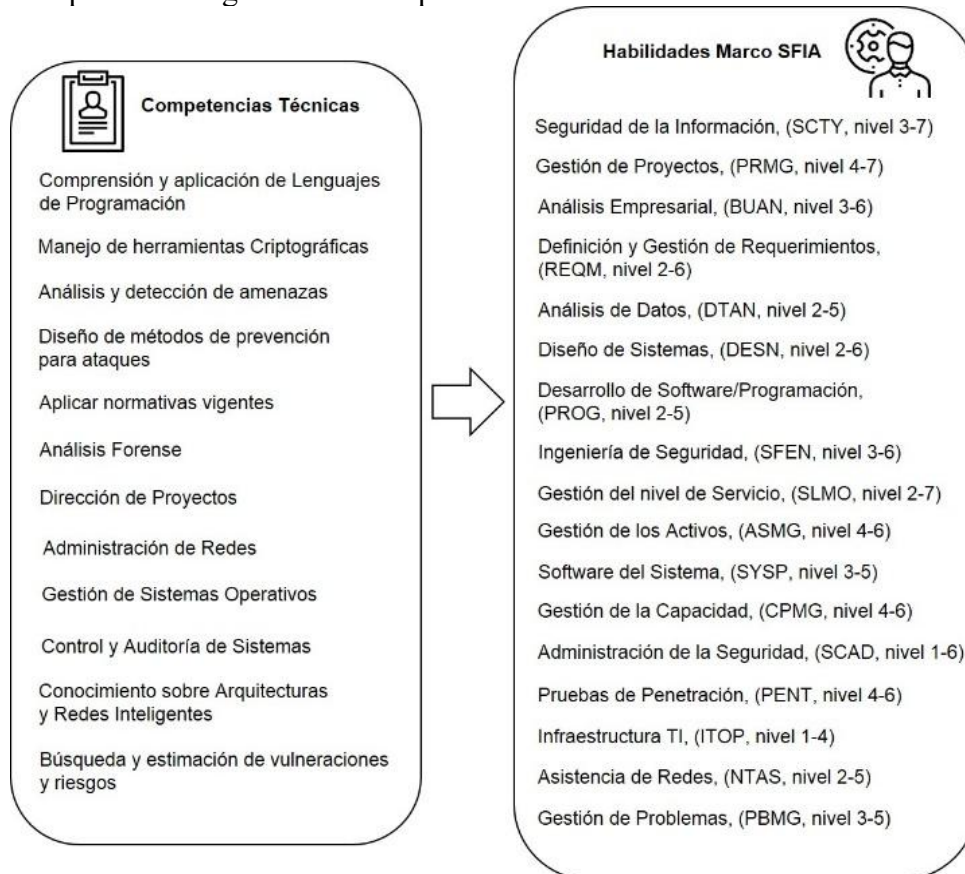 Competencias Técnicas
Comprensión y aplicación de Lenguajes
de Programación
Manejo de herramientas Criptográficas
Análisis y detección de amenazas
Diseño de métodos de prevención
para ataques
Aplicar normativas vigentes
Análisis Forense
Dirección de Proyectos
Administración de Redes
Gestión de Sistemas Operativos
Control y Auditoría de Sistemas
Conocimiento sobre Arquitecturas
y Redes Inteligentes
Búsqueda y estimación de vulneraciones
y riesgos
Habilidades Marco SFIA
Seguridad de la Información, (SCTY, nivel 3-7)
Gestión de Proyectos, (PRMG, nivel 4-7)
Análisis Empresarial, (BUAN, nivel 3-6)
Definición y Gestión de Requerimientos,
(REQM, nivel 2-6)
Análisis de Datos, (DTAN, nivel 2-5)
Diseño de Sistemas, (DESN, nivel 2-6)
Desarrollo de Software/Programación,
(PROG, nivel 2-5)
Ingeniería de Seguridad, (SFEN, nivel 3-6)
Gestión del nivel de Servicio, (SLMO, nivel 2-7)
Gestión de los Activos, (ASMG, nivel 4-6)
Software del Sistema, (SYSP, nivel 3-5)
Gestión de la Capacidad, (CPMG, nivel 4-6)
Administración de la Seguridad, (SCAD, nivel 1-6)
Pruebas de Penetración, (PENT, nivel 4-6)
Infraestructura TI, (ITOP, nivel 1-4)
Asistencia de Redes, (NTAS, nivel 2-5)
Gestión de Problemas, (PBMG, nivel 3-5)